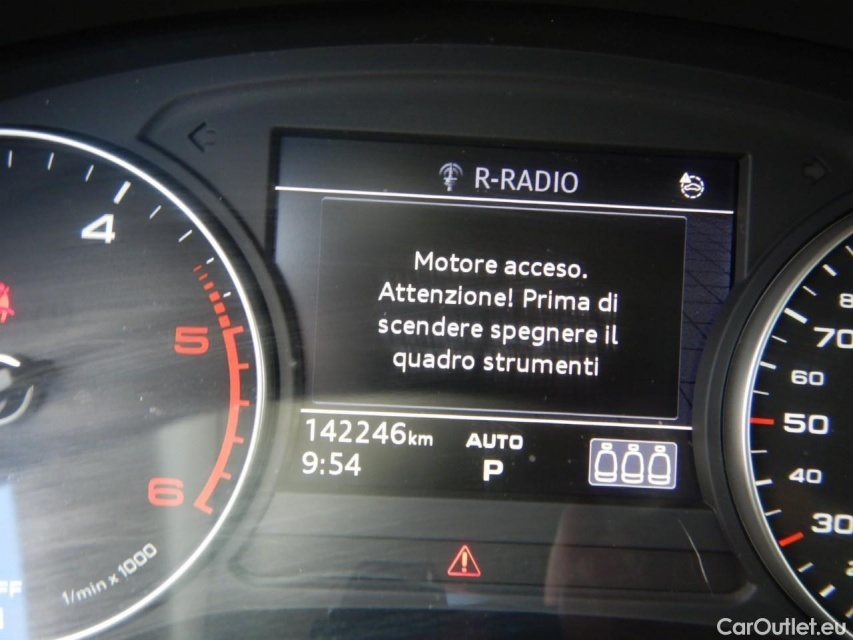 R-RADIO
Motore acceso.
Attenzione! Prima di
scendere spegnere il
quadro strumenti
142246km
AUTO
9:54
P
4
5
6
1/min x 1000
70
60
50
40
30
CarOutlet.eu